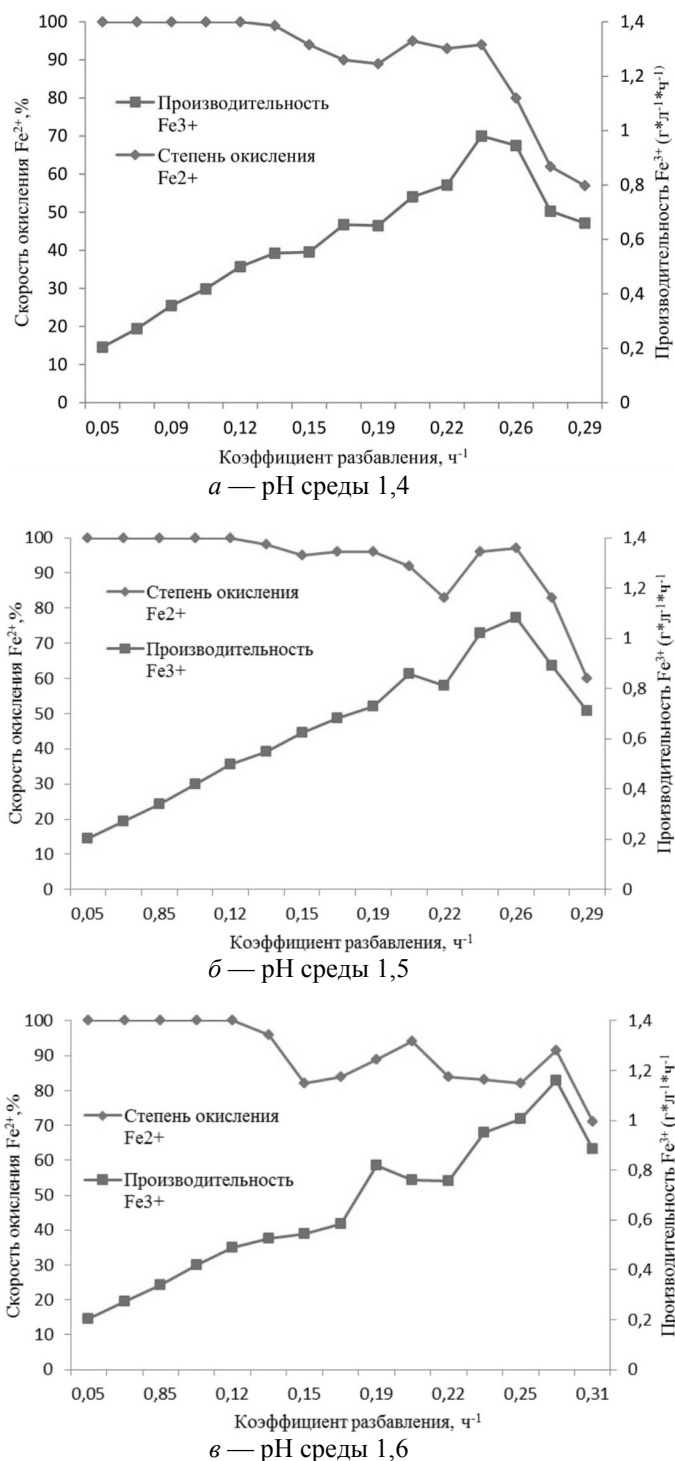 100
90
80
70
60
50
40
30
20
10
0
Скорость окисления Fe²⁺,%
Производительность
Fe3+
Степень окисления
Fe2+
1,4
1,2
1
0,8
0,6
0,4
0,2
0
Производительность Fe³⁺ (г*л⁻¹*ч⁻¹)
0,05 0,09 0,12 0,15 0,19 0,22 0,26 0,29
Коэффициент разбавления, ч⁻¹
а — рН среды 1,4
100
90
80
70
60
50
40
30
20
10
0
Скорость окисления Fe²⁺,%
Степень окисления
Fe2+
Производительность
Fe3+
1,4
1,2
1
0,8
0,6
0,4
0,2
0
Производительность Fe³⁺ (г*л⁻¹*ч⁻¹
0,05 0,85 0,12 0,15 0,19 0,22 0,26 0,29
Коэффициент разбавления, ч⁻¹
б — рН среды 1,5
100
90
80
70
60
50
40
30
20
10
0
Скорость окисления Fe²⁺,%
Степень окисления
Fe2+
Производительность
Fe3+
1,4
1,2
1
0,8
0,6
0,4
0,2
0
Производительность Fe³⁺ (г*л⁻¹*ч⁻¹
0,05 0,85 0,12 0,15 0,19 0,22 0,25 0,31
Коэффициент разбавления, ч⁻¹
в — рН среды 1,6